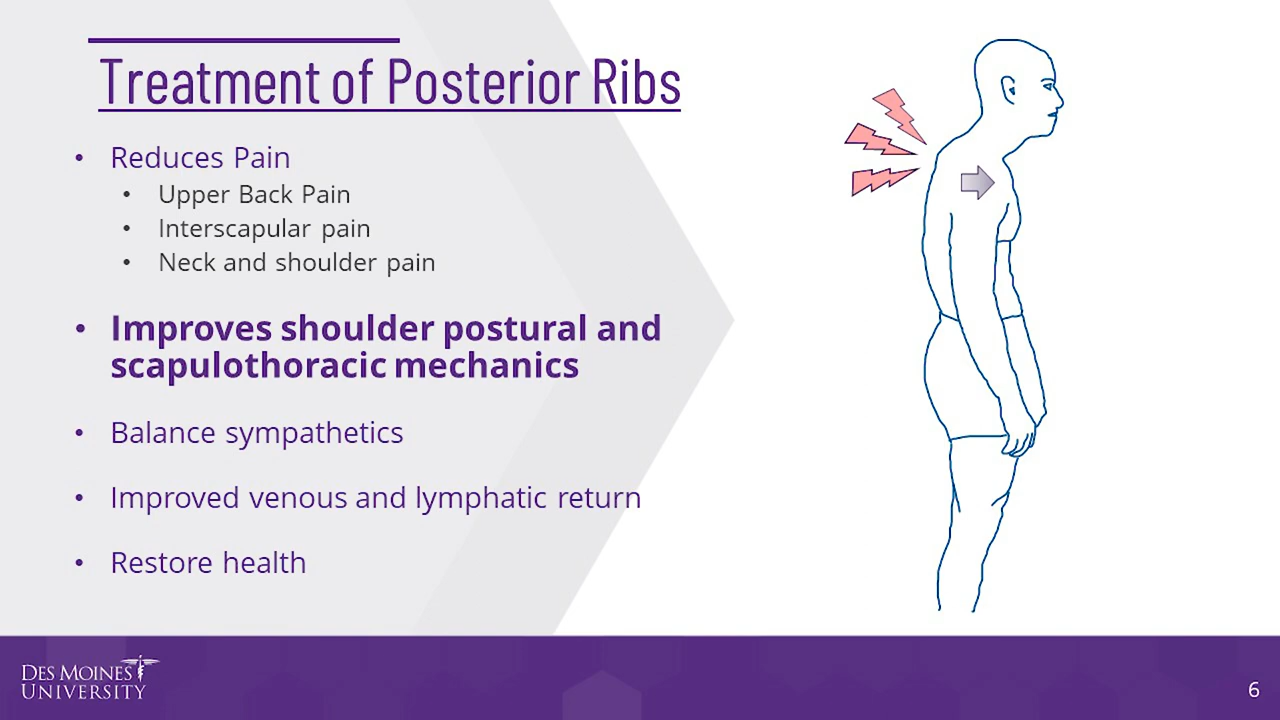 Treatment of Posterior Ribs
• Reduces Pain
• Upper Back Pain
• Interscapular pain
• Neck and shoulder pain
• Improves shoulder postural and
scapulothoracic mechanics
• Balance sympathetics
• Improved venous and lymphatic return
• Restore health
DES MOINES
UNIVERSITY
6